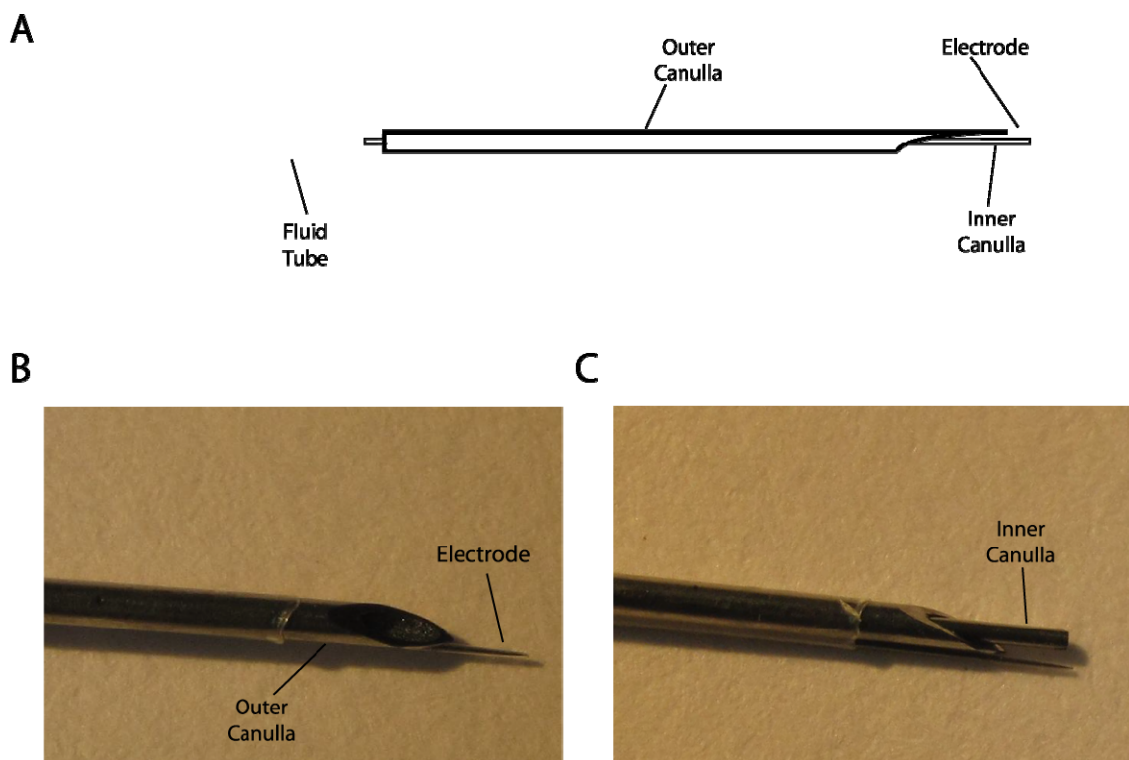 A
Outer
Canulla
Electrode
Fluid
Tube
Inner
Canulla
B
Electrode
Outer
Canulla
C
Inner
Canulla